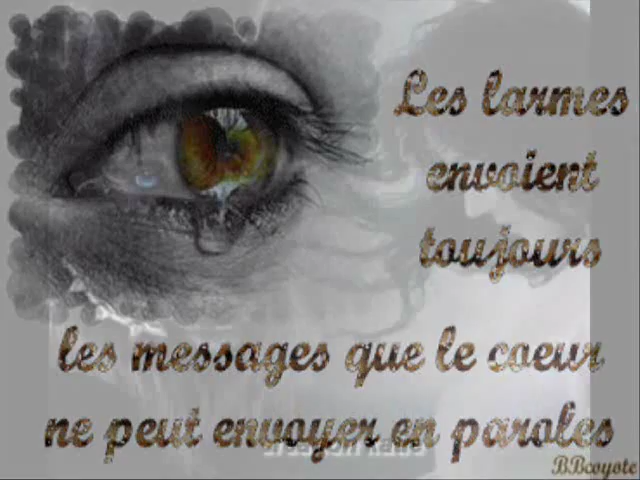 Les larmes
envoient
toujours
les messages que le coeur
ne peut envoyer en paroles
BBcoyote